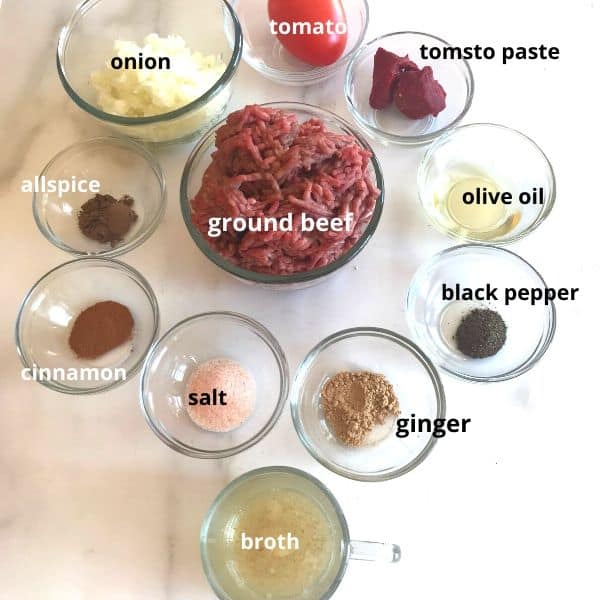 tomato
tomsto paste
onion
allspice
olive oil
ground beef
black pepper
cinnamon
salt
ginger
broth